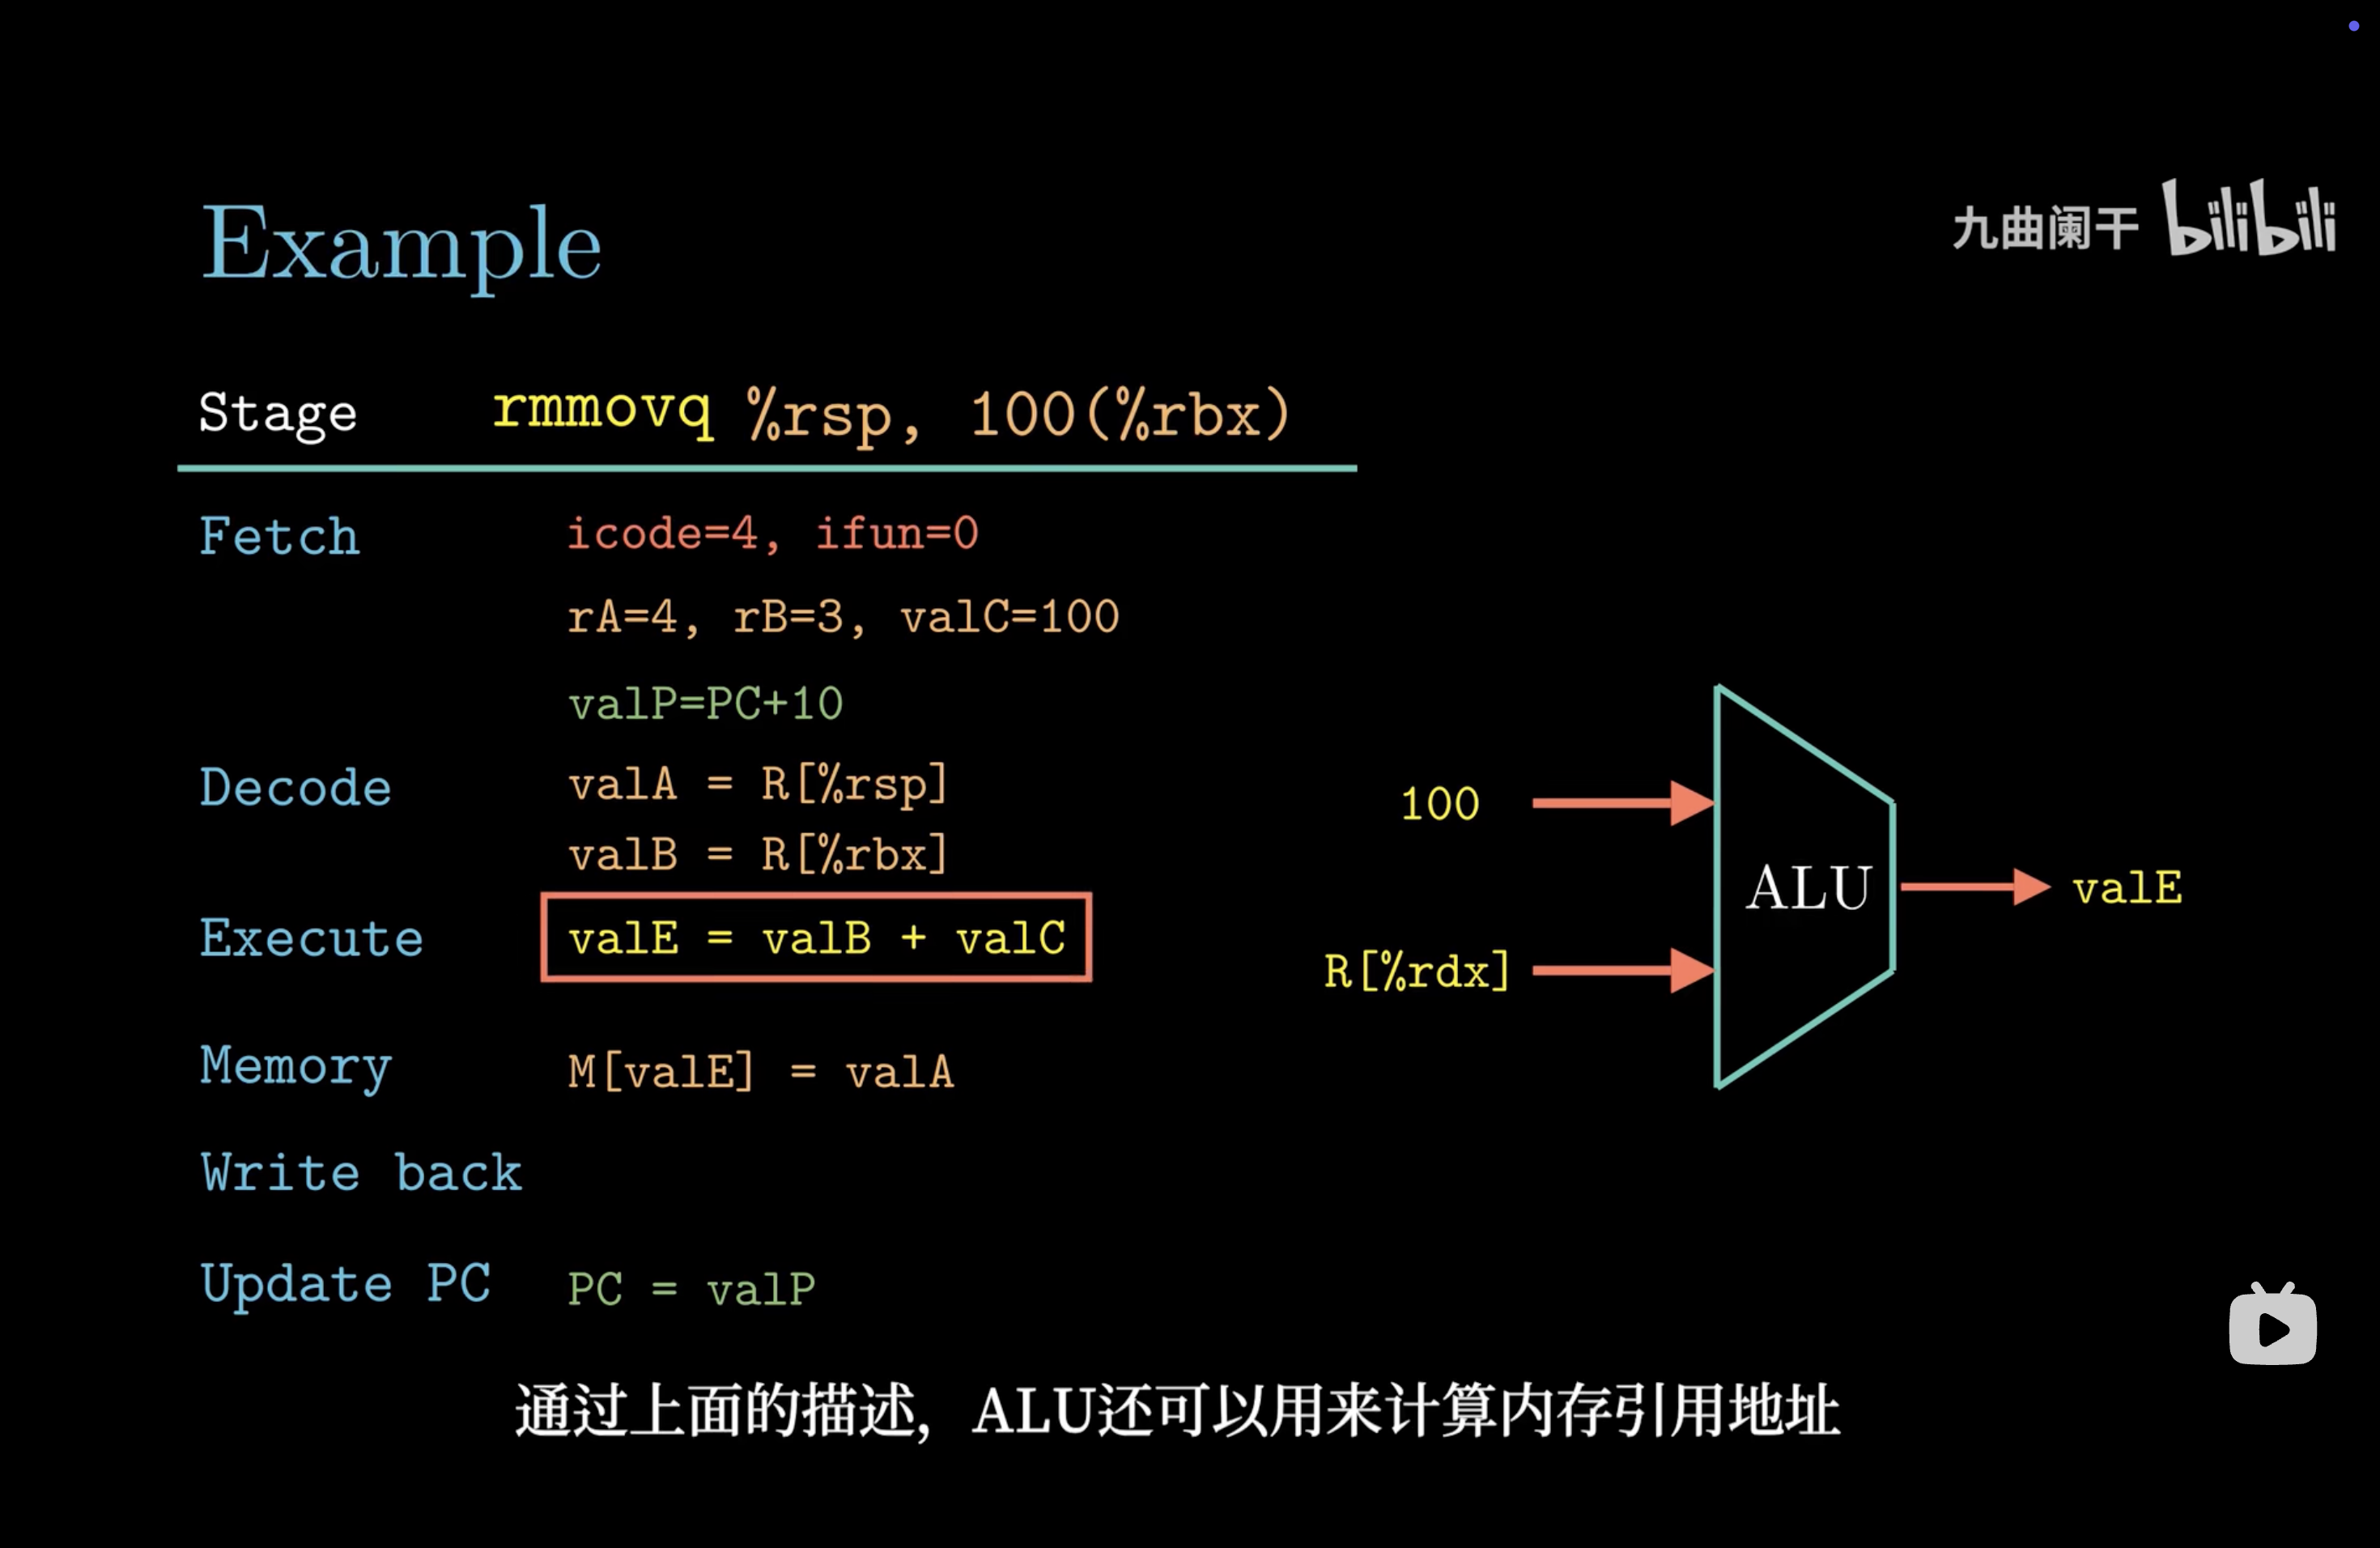 九曲阑干 bilibili
Example
Stage rmmovq %rsp, 100(%rbx)
Fetch icode=4, ifun=0
rA=4, rB=3, valC=100
valP=PC+10
Decode valA = R[%rsp]
valB = R[%rbx]
Execute valE = valB + valC
Memory M[valE] = valA
Write back
Update PC PC = valP
100
ALU valE
R[%rdx]
通过上面的描述，ALU还可以用来计算内存引用地址